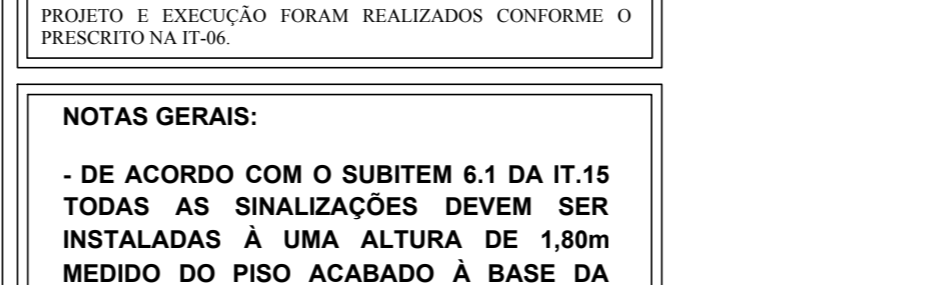 PROJETO E EXECUÇÃO FORAM REALIZADOS CONFORME O
PRESCRITO NA IT-06.
NOTAS GERAIS:
- DE ACORDO COM O SUBITEM 6.1 DA IT.15
TODAS AS SINALIZAÇÕES DEVEM SER
INSTALADAS À UMA ALTURA DE 1,80m
MEDIDO DO PISO ACABADO À BASE DA